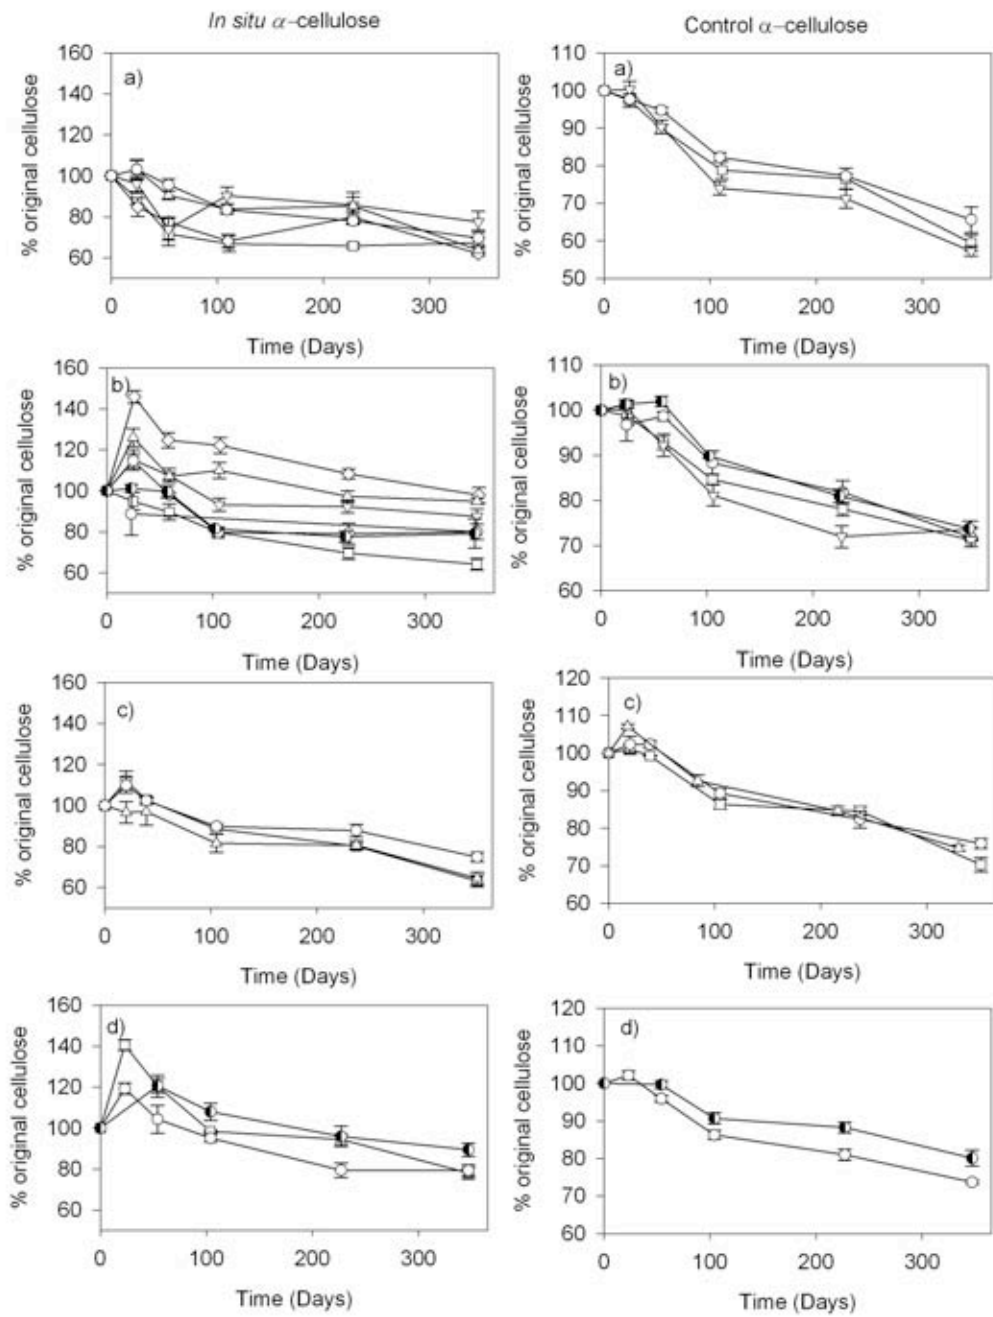 In situ α–cellulose
Control α–cellulose
% original cellulose
160
140
120
100
80
60
a)
0 100 200 300
Time (Days)
% original cellulose
110
100
90
80
70
60
50
a)
0 100 200 300
Time (Days)
% original cellulose
160
140
120
100
80
60
b)
0 100 200 300
Time (Days)
% original cellulose
110
100
90
80
70
60
b)
0 100 200 300
Time (Days)
% original cellulose
160
140
120
100
80
60
c)
0 100 200 300
Time (Days)
% original cellulose
120
110
100
90
80
70
60
c)
0 100 200 300
Time (Days)
% original cellulose
160
140
120
100
80
60
d)
0 100 200 300
Time (Days)
% original cellulose
120
110
100
90
80
70
60
d)
0 100 200 300
Time (Days)